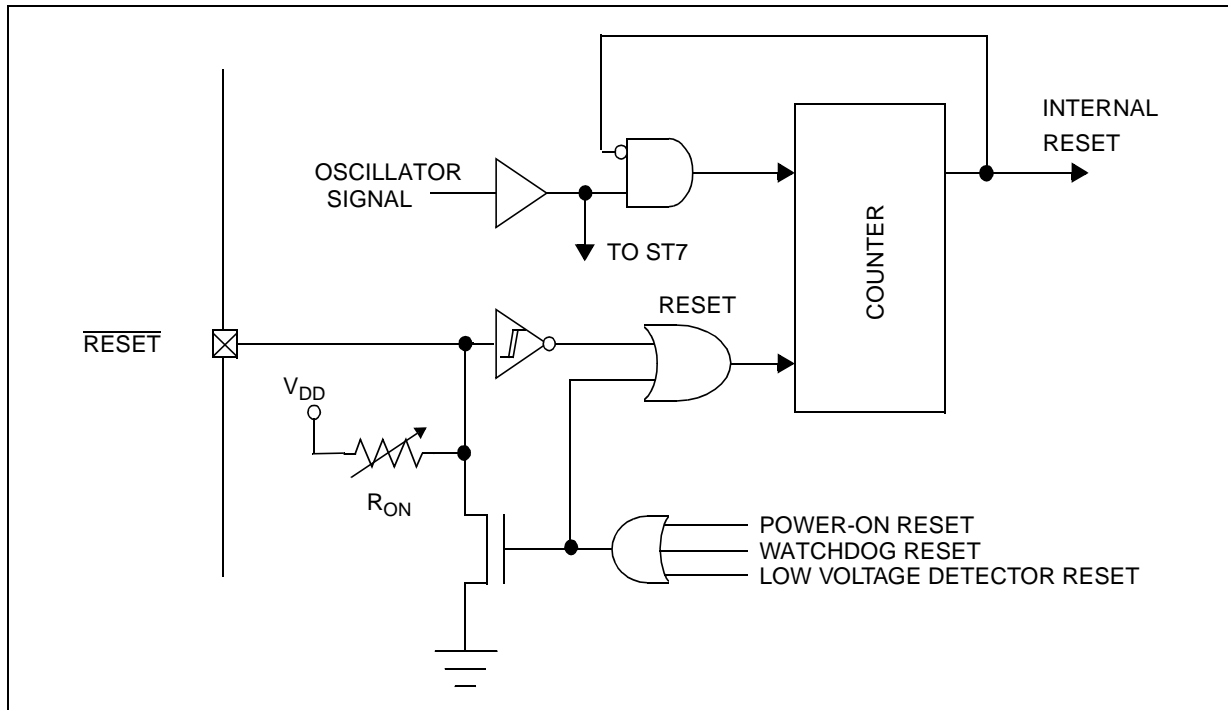 INTERNAL
RESET
OSCILLATOR
SIGNAL
TO ST7
COUNTER
RESET
RESET
VDD
RON
POWER-ON RESET
WATCHDOG RESET
LOW VOLTAGE DETECTOR RESET